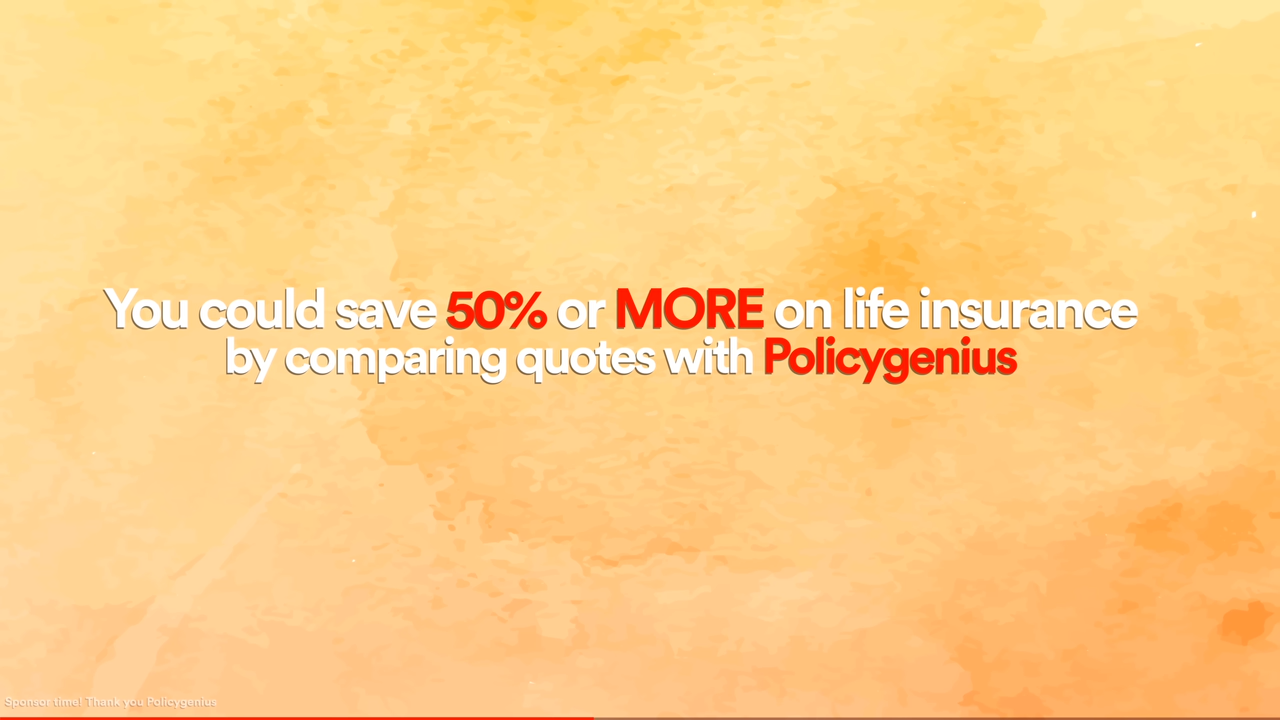 You could save 50% or MORE on life insurance
by comparing quotes with Policygenius
Sponsor time! Thank you Policygenius